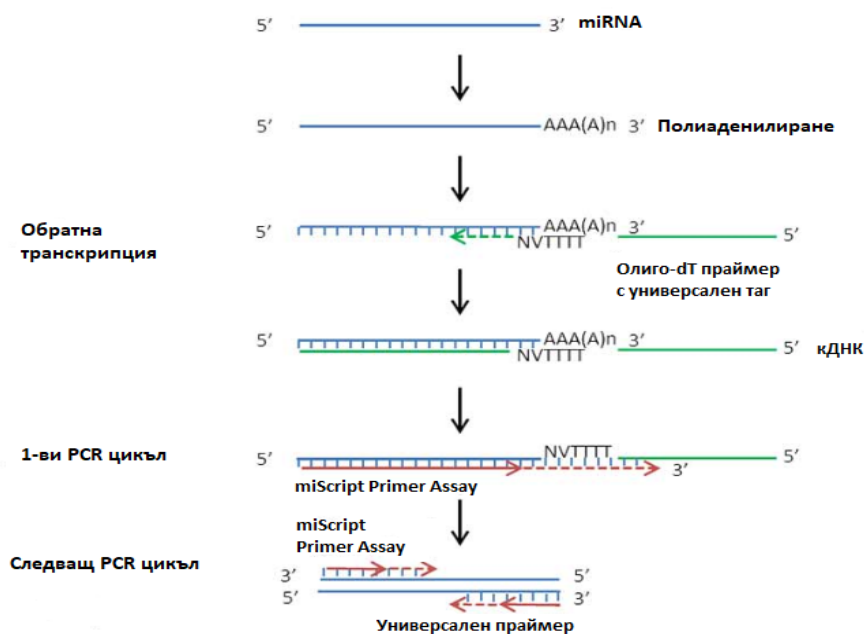 5′ 3′ miRNA
5′ AAA(A)n 3′ Полиаденилиране
Обратна
транскрипция
5′ AAA(A)n 3′
NVTTTT 5′
Олиго-dT праймер
с универсален таг
5′ AAA(A)n 3′
NVTTTT 5′ кДНК
1-ви PCR цикъл
NVTTTT
5′ 5′
3′
miScript Primer Assay
miScript
Primer Assay
Следващ PCR цикъл
3′ 5′
5′ 3′
Универсален праймер